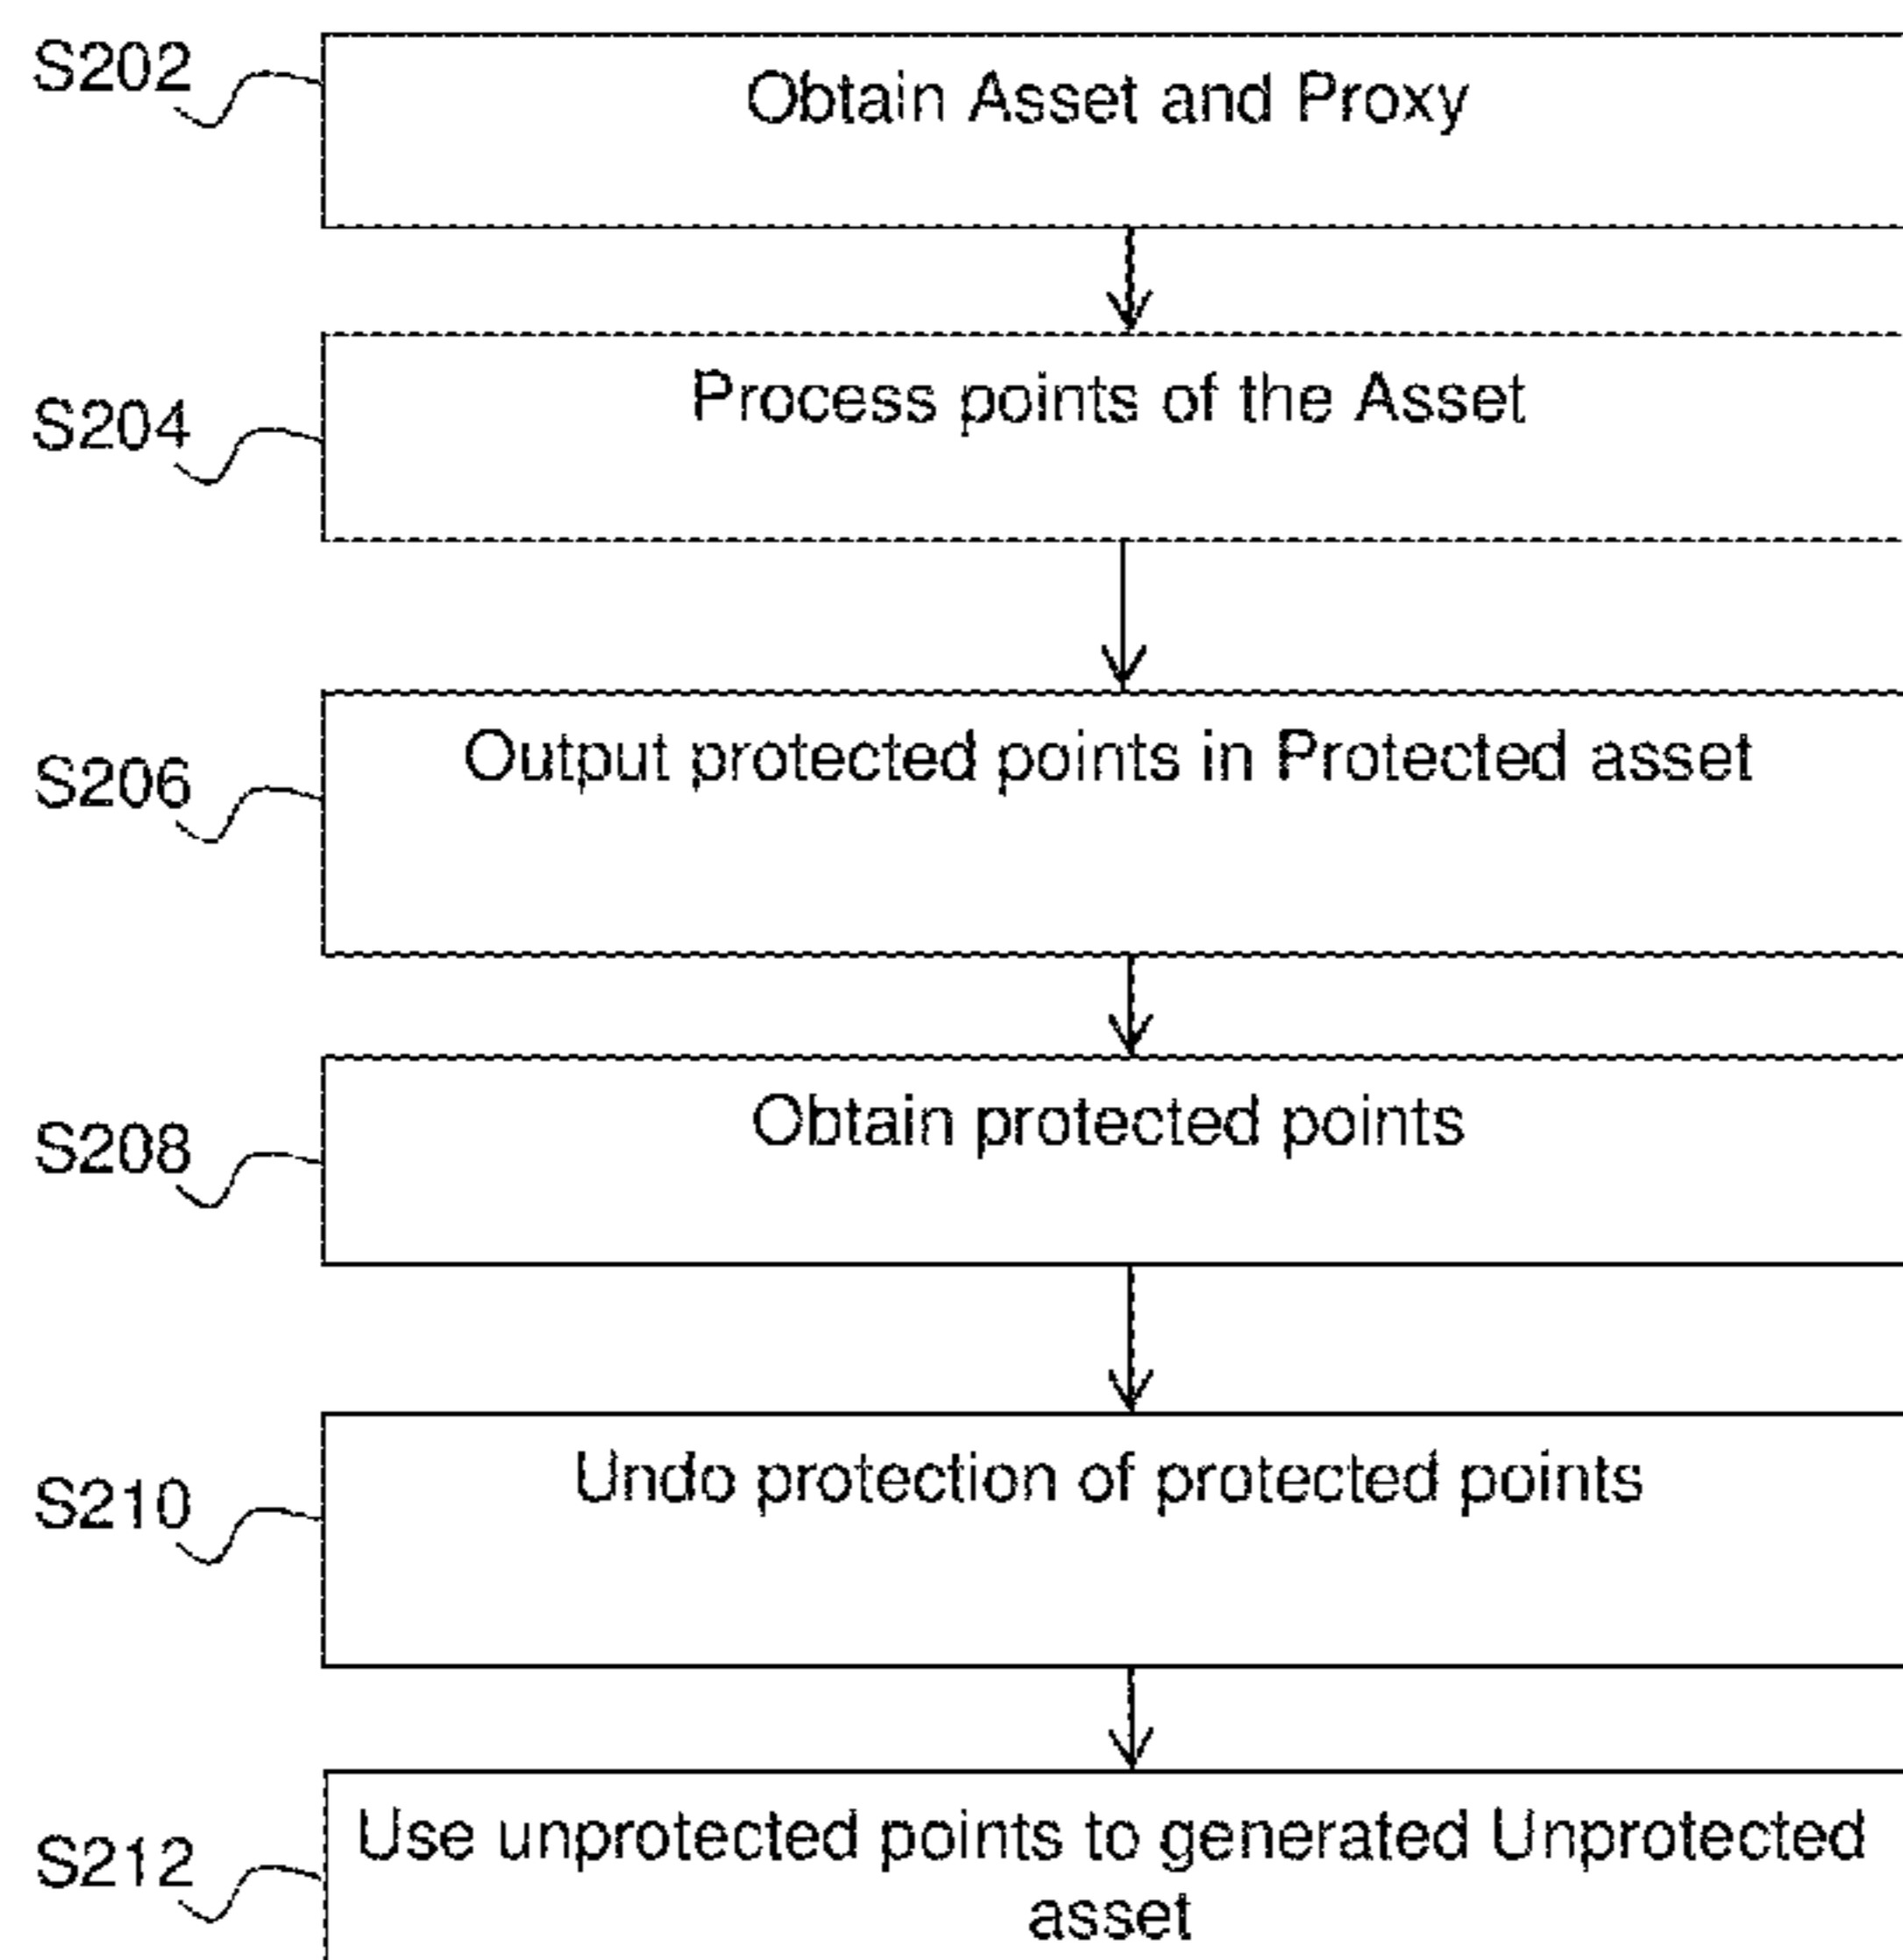 S202
Obtain Asset and Proxy
S204
Process points of the Asset
S206
Output protected points in Protected asset
S208
Obtain protected points
S210
Undo protection of protected points
S212
Use unprotected points to generated Unprotected
asset